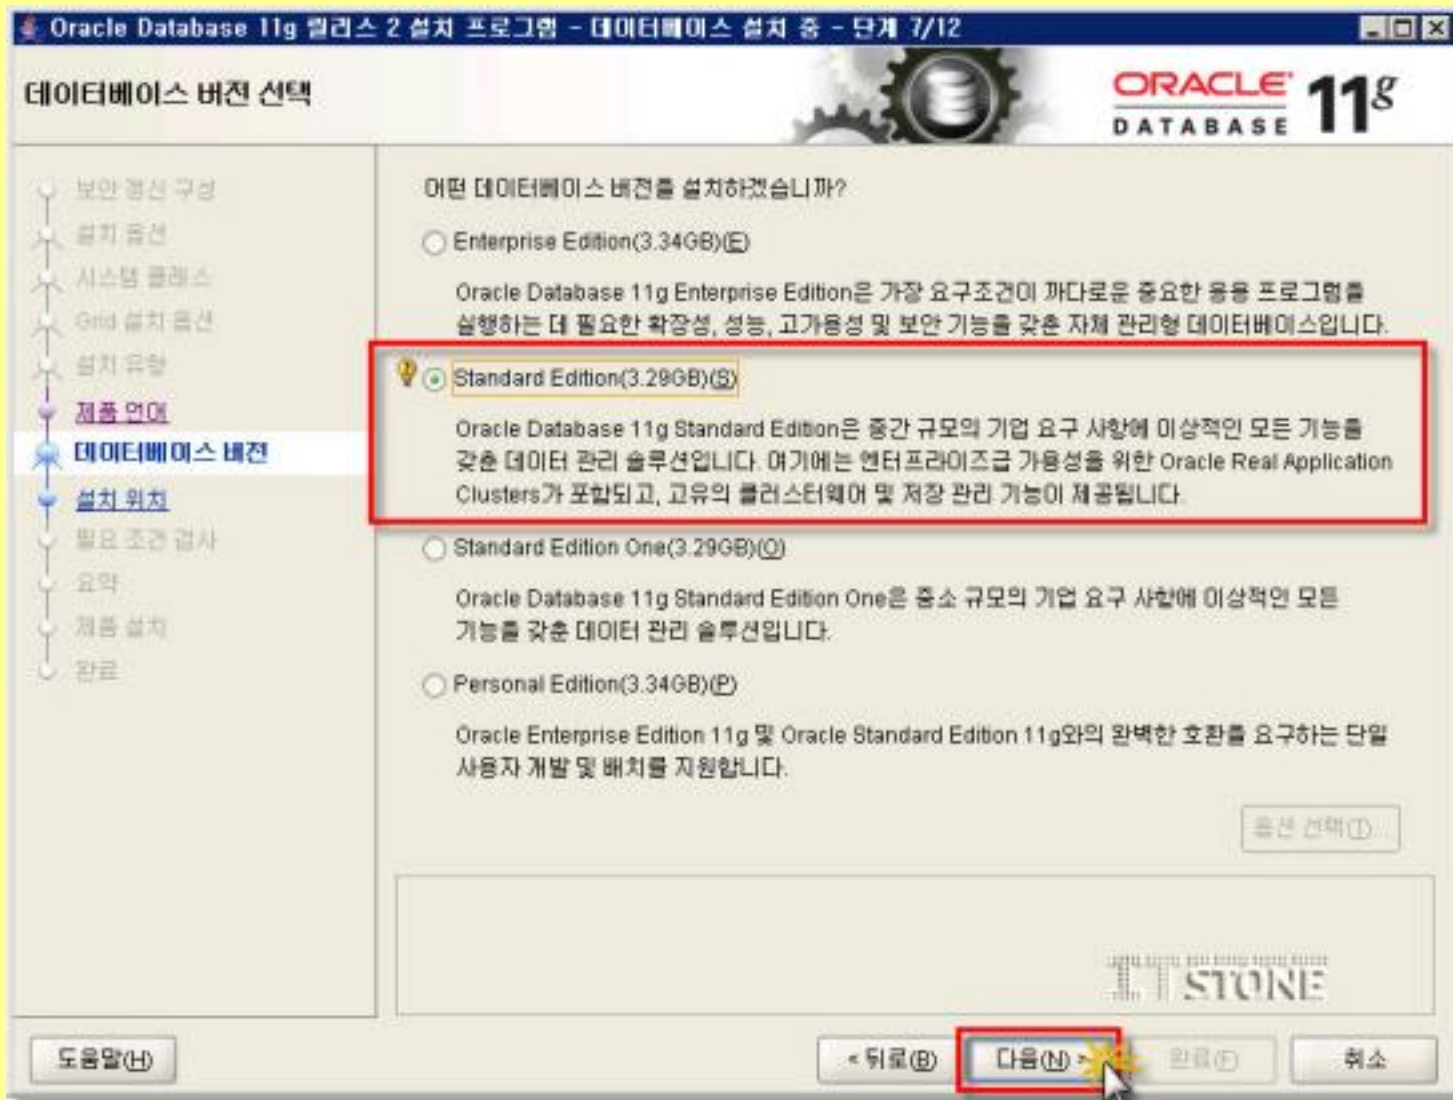 Oracle Database 11g 릴리스 2 설치 프로그램 - 데이터베이스 설치 중 - 단계 7/12
데이터베이스 버전 선택
ORACLE
DATABASE
11g
보안 갱신 구성
설치 옵션
시스템 클래스
Grid 설치 옵션
설치 유형
제품 언어
데이터베이스 버전
설치 위치
필요 조건 검사
요약
제품 설치
완료
어떤 데이터베이스 버전을 설치하겠습니까?
Enterprise Edition(3.34GB)(E)
Oracle Database 11g Enterprise Edition은 가장 요구조건이 까다로운 중요한 응용 프로그램을
실행하는 데 필요한 확장성, 성능, 고가용성 및 보안 기능을 갖춘 자체 관리형 데이터베이스입니다.
Standard Edition(3.29GB)(S)
Oracle Database 11g Standard Edition은 중간 규모의 기업 요구 사항에 이상적인 모든 기능을
갖춘 데이터 관리 솔루션입니다. 여기에는 엔터프라이즈급 가용성을 위한 Oracle Real Application
Clusters가 포함되고, 고유의 클러스터웨어 및 저장 관리 기능이 제공됩니다.
Standard Edition One(3.29GB)(O)
Oracle Database 11g Standard Edition One은 중소 규모의 기업 요구 사항에 이상적인 모든
기능을 갖춘 데이터 관리 솔루션입니다.
Personal Edition(3.34GB)(P)
Oracle Enterprise Edition 11g 및 Oracle Standard Edition 11g와의 완벽한 호환을 요구하는 단일
사용자 개발 및 배치를 지원합니다.
옵션 선택(T)...
IT STONE
도움말(H)
< 뒤로(B)
다음(N) >
완료(F)
취소